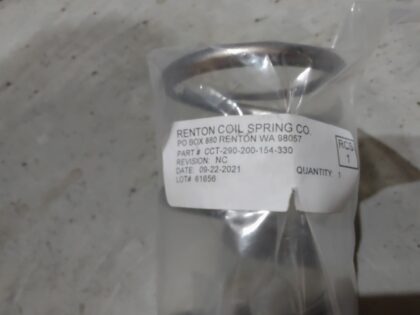 RENTON COIL SPRING CO.
PO BOX 880 RENTON WA 98057
PART # CCT-290-200-154-330
REVISION: NC
DATE: 09-22-2021
QUANTITY: 1
LOT# 61656
RCS
1